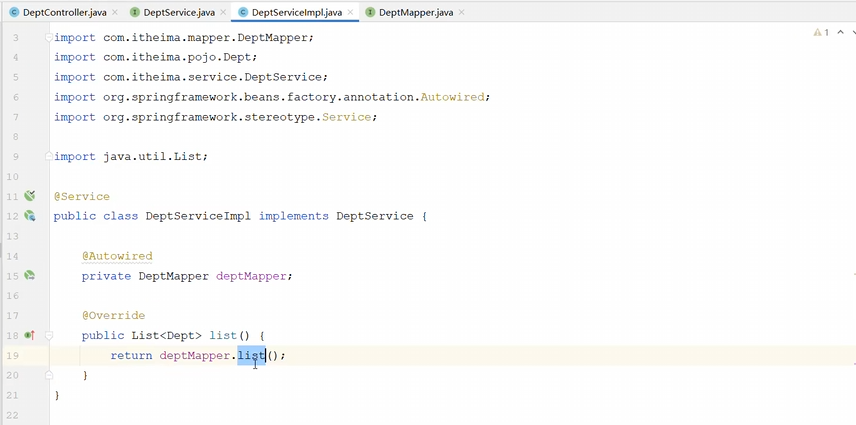 DeptController.java DeptService.java DeptServiceImpl.java DeptMapper.java
1
3 import com.itheima.mapper.DeptMapper;
4 import com.itheima.pojo.Dept;
5 import com.itheima.service.DeptService;
6 import org.springframework.beans.factory.annotation.Autowired;
7 import org.springframework.stereotype.Service;
8
9 import java.util.List;
10
11 @Service
12 public class DeptServiceImpl implements DeptService {
13
14 @Autowired
15 private DeptMapper deptMapper;
16
17 @Override
18 public List<Dept> list() {
19 return deptMapper.list();
20 }
21 }
22